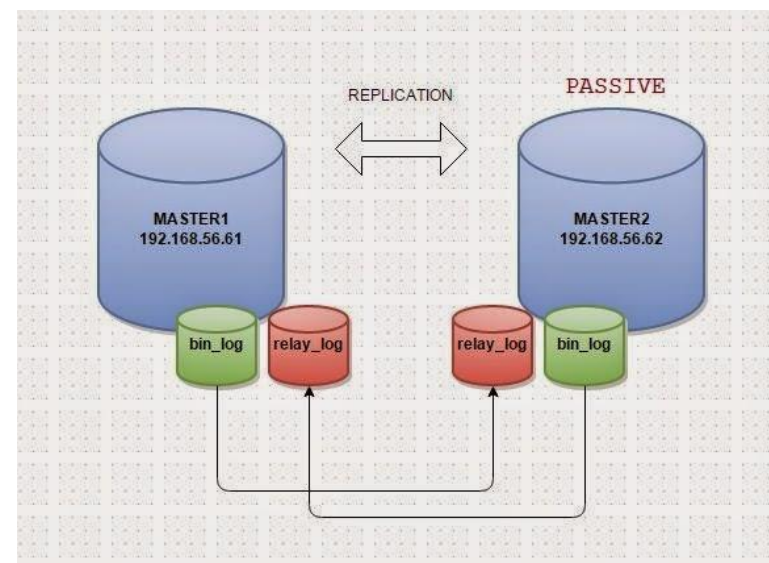 REPLICATION
PASSIVE
MASTER1
192.168.56.61
MASTER2
192.168.56.62
bin_log
relay_log
relay_log
bin_log